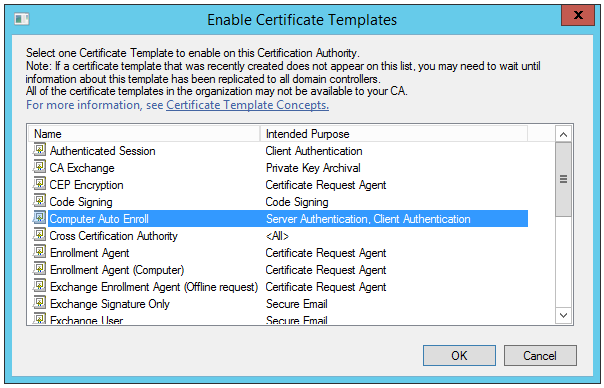 Enable Certificate Templates
x
Select one Certificate Template to enable on this Certification Authority.
Note: If a certificate template that was recently created does not appear on this list, you may need to wait until
information about this template has been replicated to all domain controllers.
All of the certificate templates in the organization may not be available to your CA.
For more information, see Certificate Template Concepts.
Name Intended Purpose
Authenticated Session Client Authentication
CA Exchange Private Key Archival
CEP Encryption Certificate Request Agent
Code Signing Code Signing
Computer Auto Enroll Server Authentication, Client Authentication
Cross Certification Authority <All>
Enrollment Agent Certificate Request Agent
Enrollment Agent (Computer) Certificate Request Agent
Exchange Enrollment Agent (Offline request) Certificate Request Agent
Exchange Signature Only Secure Email
Exchange User Secure Email
OK Cancel